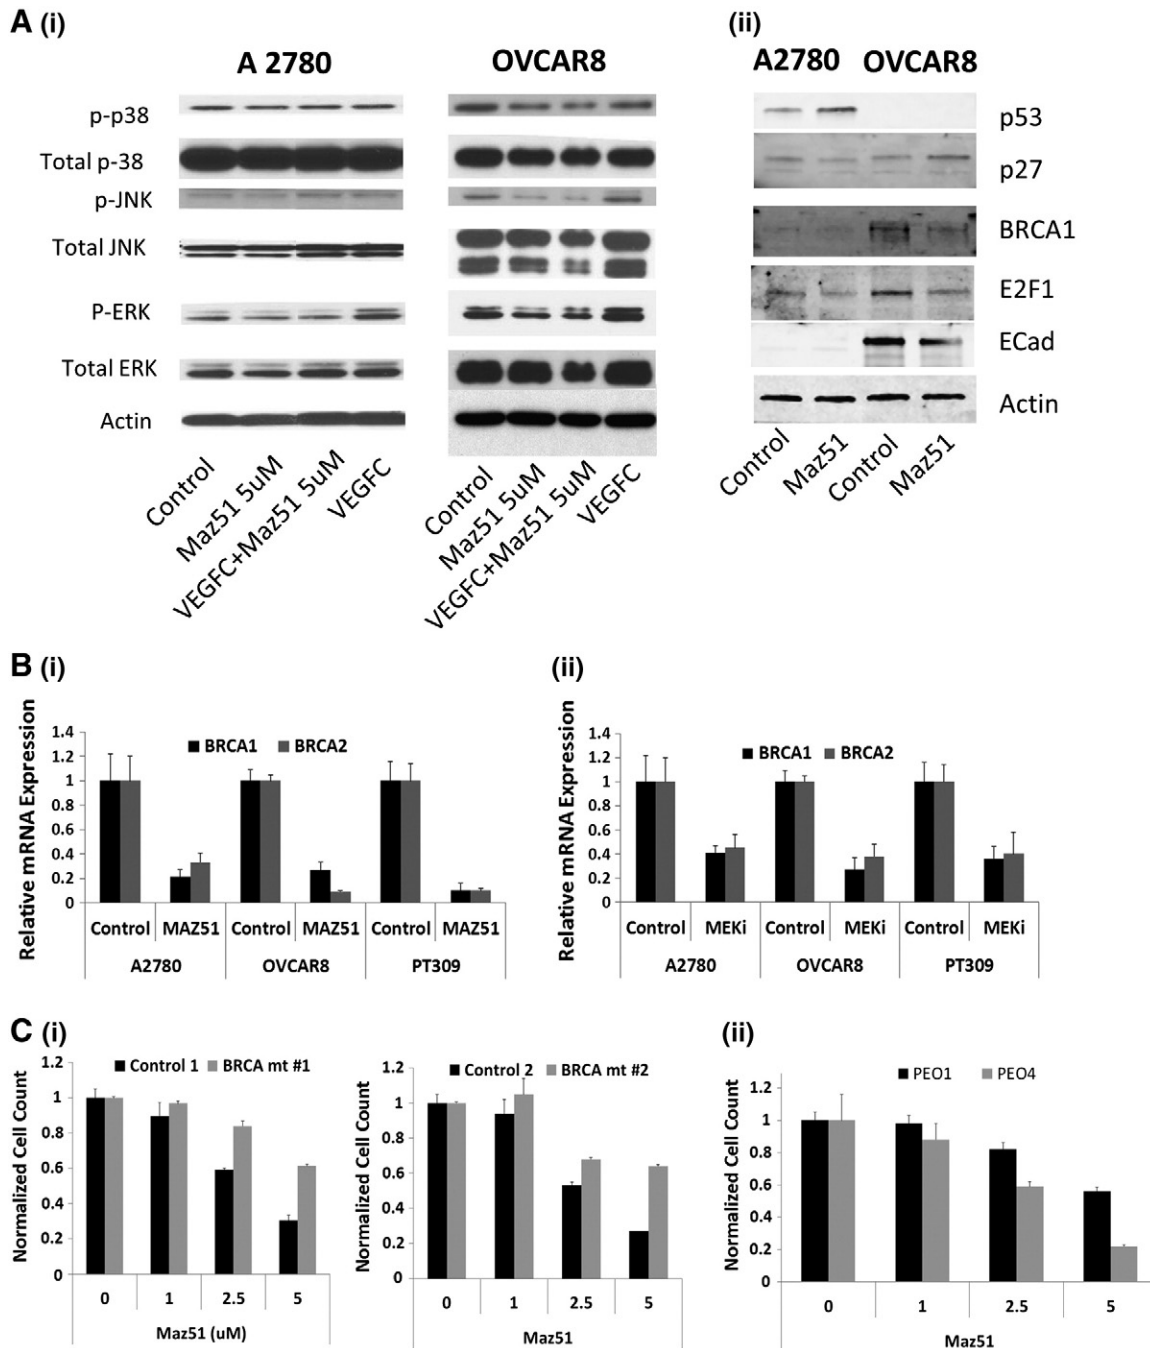 A (i)
(ii)
A 2780
OVCAR8
A2780 OVCAR8
p-p38
Total p-38
p-JNK
Total JNK
P-ERK
Total ERK
Actin
Control
Maz51 5uM
VEGFC+Maz51 5uM
VEGFC
Control
Maz51 5uM
VEGFC+Maz51 5uM
VEGFC
p53
p27
BRCA1
E2F1
ECad
Actin
Control
Maz51
Control
Maz51
B (i)
Relative mRNA Expression
1.4
1.2
1
0.8
0.6
0.4
0.2
0
BRCA1 BRCA2
Control MAZ51 Control MAZ51 Control MAZ51
A2780 OVCAR8 PT309
(ii)
Relative mRNA Expression
1.4
1.2
1
0.8
0.6
0.4
0.2
0
BRCA1 BRCA2
Control MEKi Control MEKi Control MEKi
A2780 OVCAR8 PT309
C (i)
Normalized Cell Count
1.2
1
0.8
0.6
0.4
0.2
0
Control 1 BRCA mt #1
0 1 2.5 5
Maz51 (uM)
Normalized Cell Count
1.2
1
0.8
0.6
0.4
0.2
0
Control 2 BRCA mt #2
0 1 2.5 5
Maz51
(ii)
Normalized Cell Count
1.2
1
0.8
0.6
0.4
0.2
0
PEO1 PEO4
0 1 2.5 5
Maz51